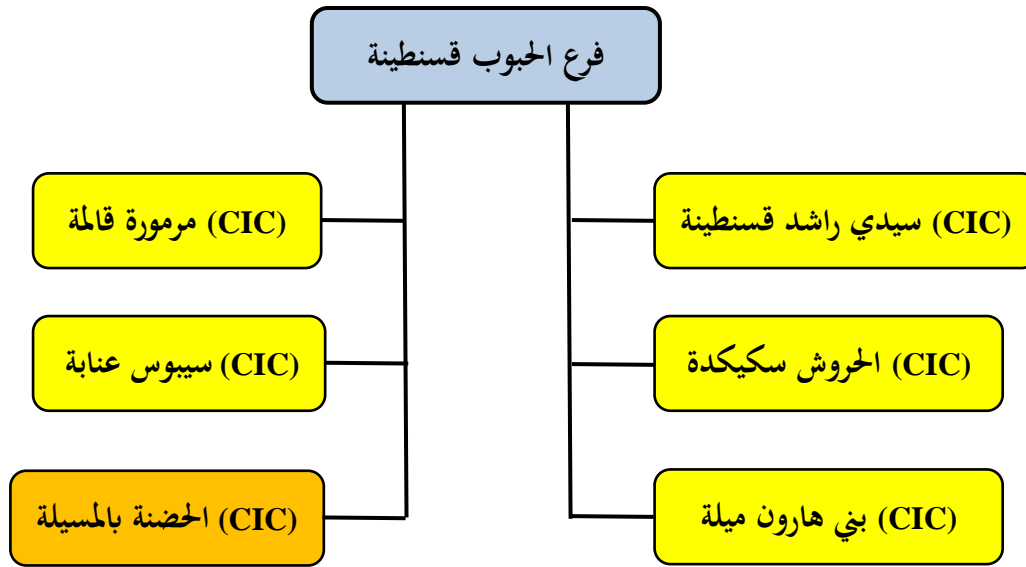 فرع الحبوب قسنطينة
(CIC) سيدي راشد قسنطينة
(CIC) مرمورة قالمة
(CIC) الحروش سكيكدة
(CIC) سيبوس عنابة
(CIC) بني هارون ميلة
(CIC) الحضنة بالمسيلة